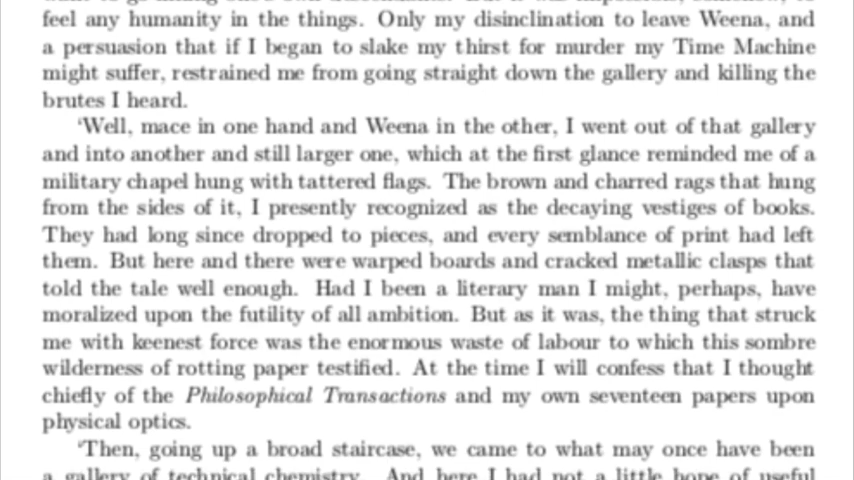 feel any humanity in the things. Only my disinclination to leave Weena, and
a persuasion that if I began to slake my thirst for murder my Time Machine
might suffer, restrained me from going straight down the gallery and killing the
brutes I heard.
‘Well, mace in one hand and Weena in the other, I went out of that gallery
and into another and still larger one, which at the first glance reminded me of a
military chapel hung with tattered flags. The brown and charred rags that hung
from the sides of it, I presently recognized as the decaying vestiges of books.
They had long since dropped to pieces, and every semblance of print had left
them. But here and there were warped boards and cracked metallic clasps that
told the tale well enough. Had I been a literary man I might, perhaps, have
moralized upon the futility of all ambition. But as it was, the thing that struck
me with keenest force was the enormous waste of labour to which this sombre
wilderness of rotting paper testified. At the time I will confess that I thought
chiefly of the Philosophical Transactions and my own seventeen papers upon
physical optics.
‘Then, going up a broad staircase, we came to what may once have been
a gallery of technical chemistry. And here I had not a little hope of useful